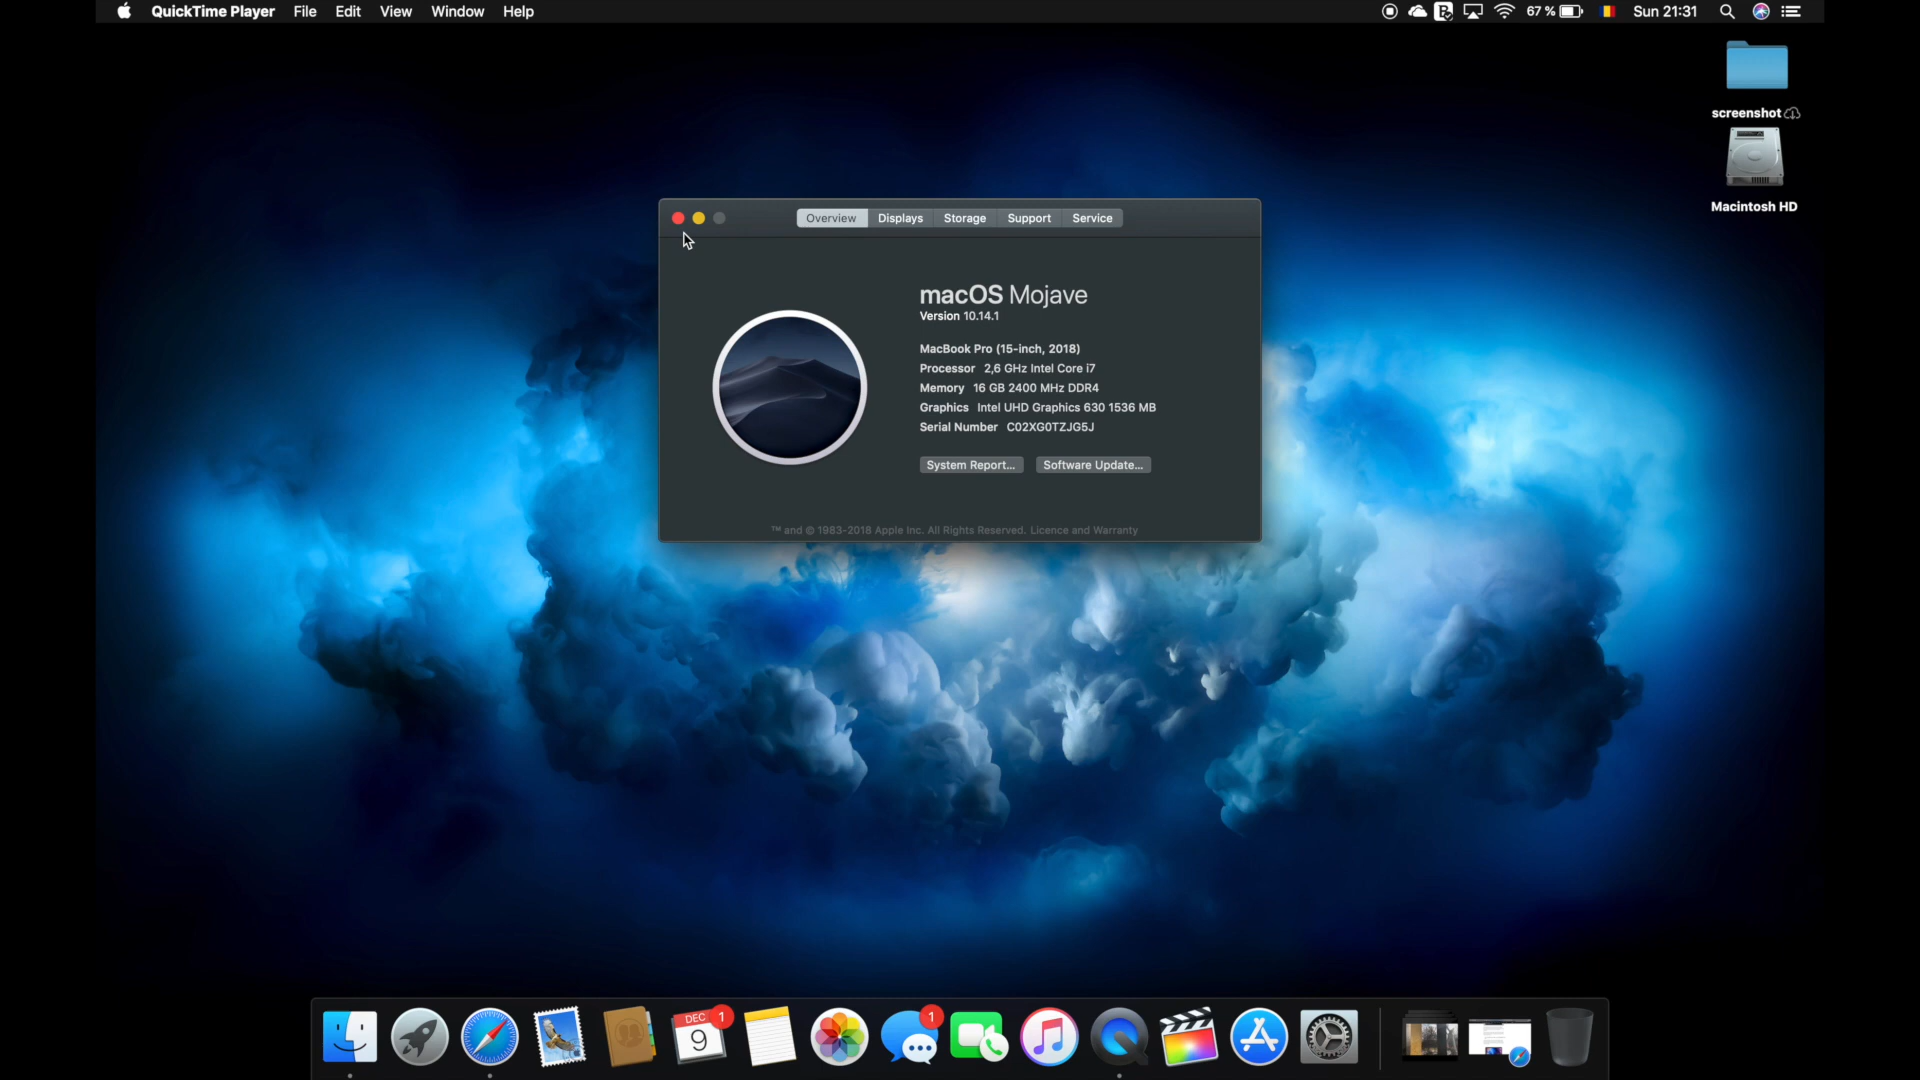 QuickTime Player File Edit View Window Help 67 % Sun 21:31
screenshot
Macintosh HD
Overview Displays Storage Support Service
macOS Mojave
Version 10.14.1
MacBook Pro (15-inch, 2018)
Processor 2,6 GHz Intel Core i7
Memory 16 GB 2400 MHz DDR4
Graphics Intel UHD Graphics 630 1536 MB
Serial Number C02XG0TZJG5J
System Report... Software Update...
™ and © 1983-2018 Apple Inc. All Rights Reserved. Licence and Warranty
DEC 1
9
1